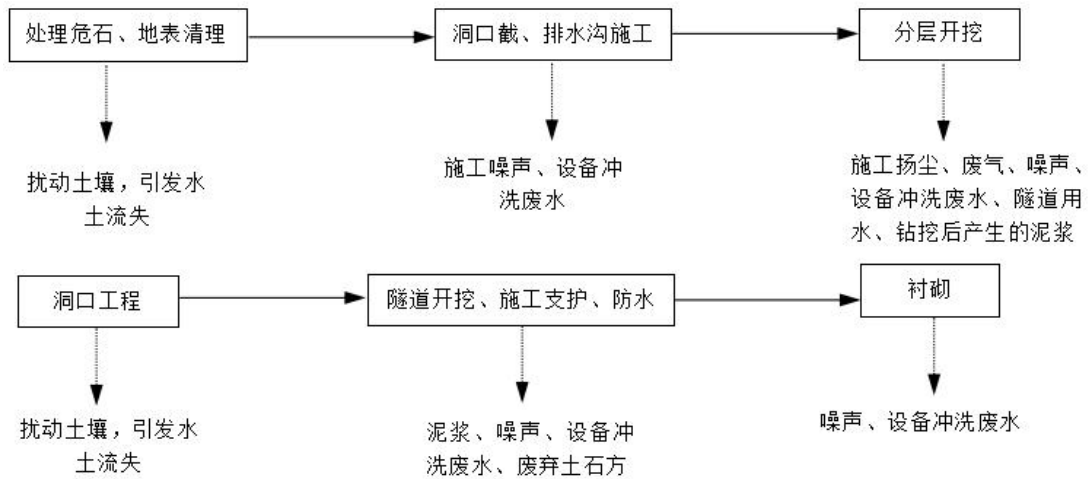 处理危石、地表清理
洞口截、排水沟施工
分层开挖
扰动土壤，引发水
土流失
施工噪声、设备冲
洗废水
施工扬尘、废气、噪声、
设备冲洗废水、隧道用
水、钻挖后产生的泥浆
洞口工程
隧道开挖、施工支护、防水
衬砌
扰动土壤，引发水
土流失
泥浆、噪声、设备冲
洗废水、废弃土石方
噪声、设备冲洗废水